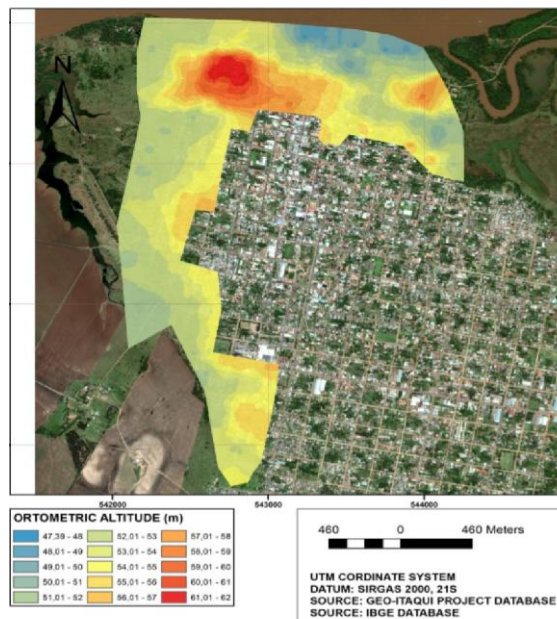 N
542000 543000 544000
ORTOMETRIC ALTITUDE (m)
47,39 - 48 52,01 - 53 57,01 - 58
48,01 - 49 53,01 - 54 58,01 - 59
49,01 - 50 54,01 - 55 59,01 - 60
50,01 - 51 55,01 - 56 60,01 - 61
51,01 - 52 56,01 - 57 61,01 - 62
460 0 460 Meters
UTM CORDINATE SYSTEM
DATUM: SIRGAS 2000, 21S
SOURCE: GEO-ITAQUI PROJECT DATABASE
SOURCE: IBGE DATABASE